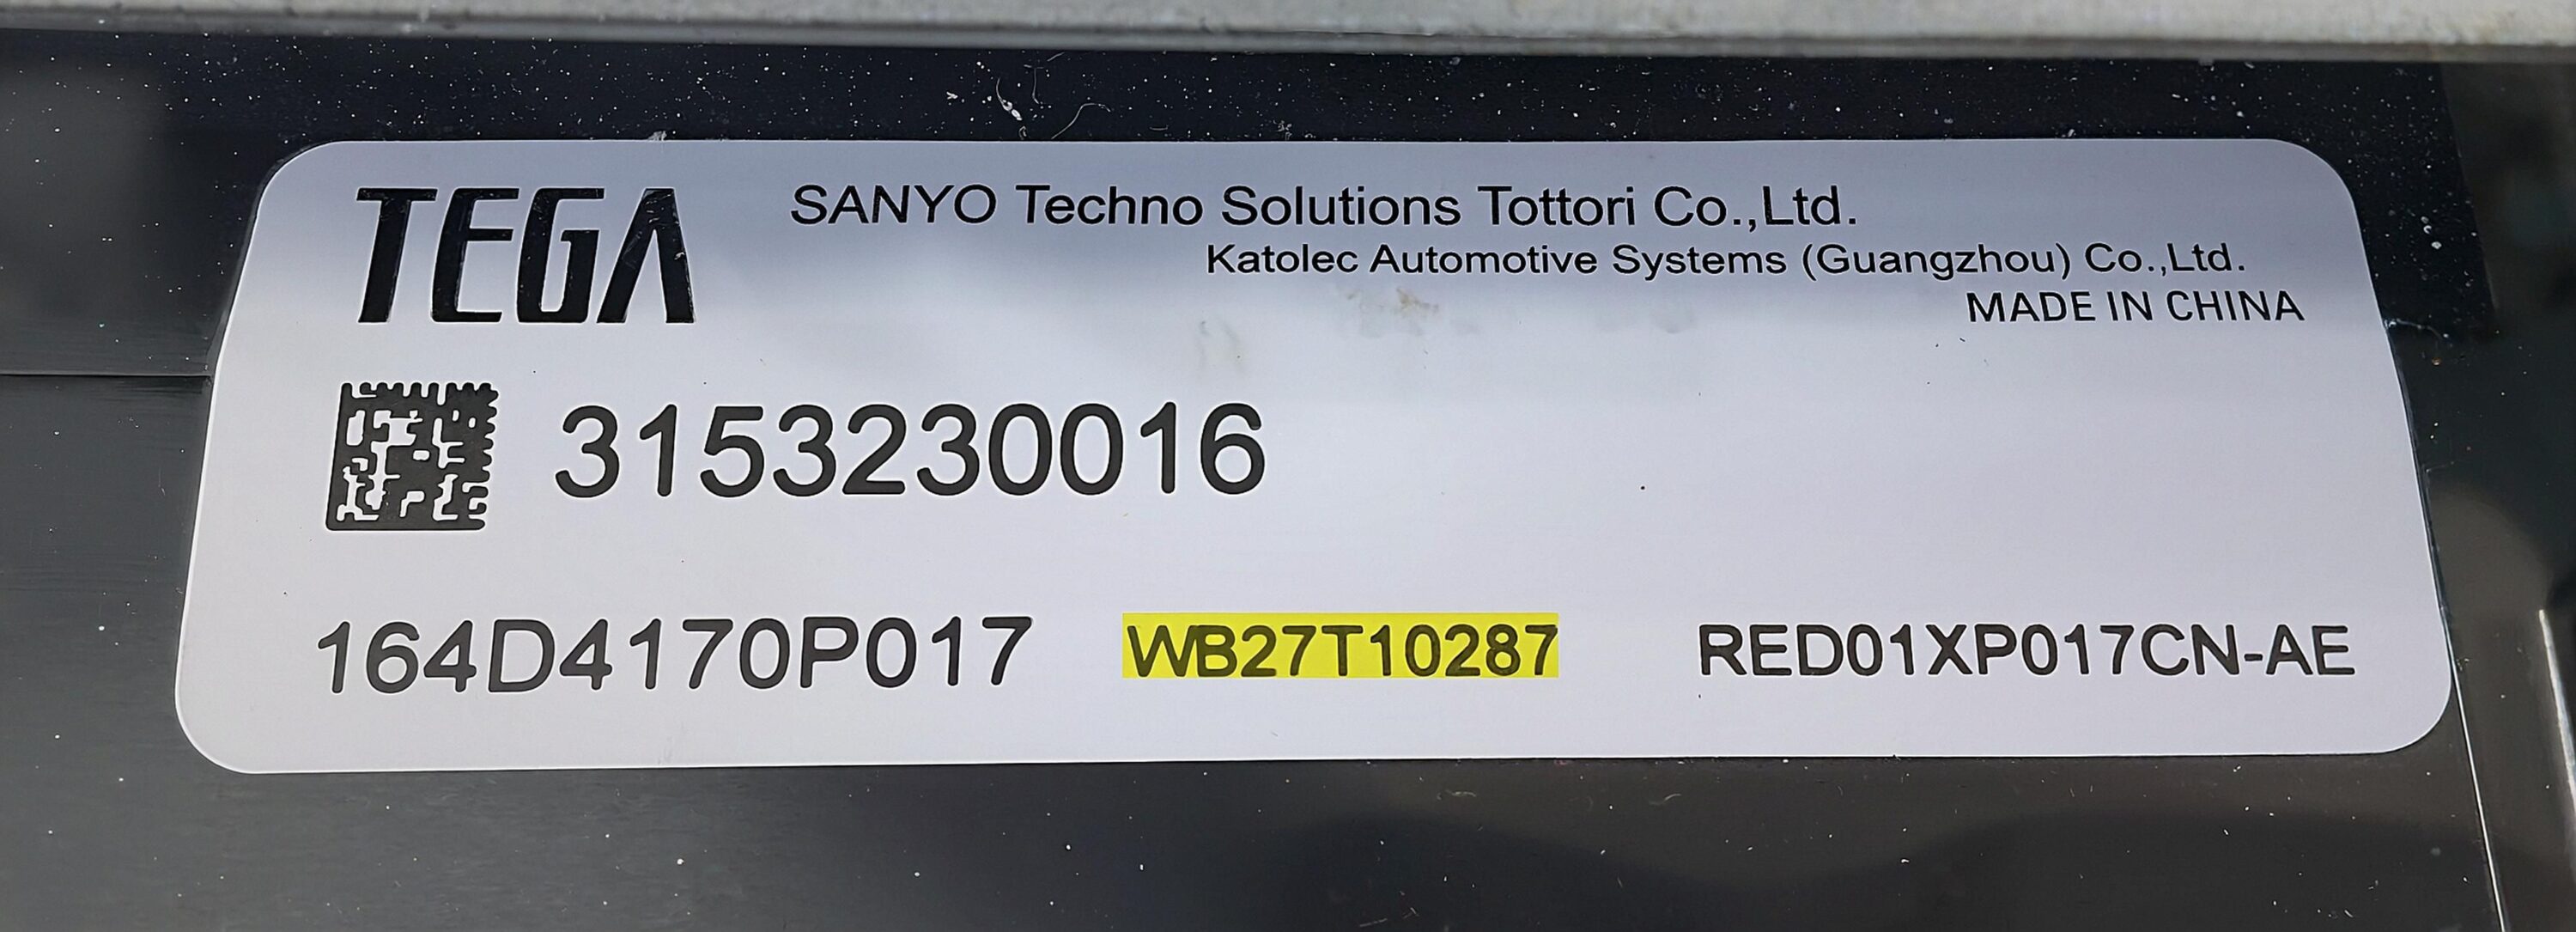 TEGA SANYO Techno Solutions Tottori Co.,Ltd.
Katolec Automotive Systems (Guangzhou) Co.,Ltd.
MADE IN CHINA
3153230016
164D4170P017 WB27T10287 RED01XP017CN-AE